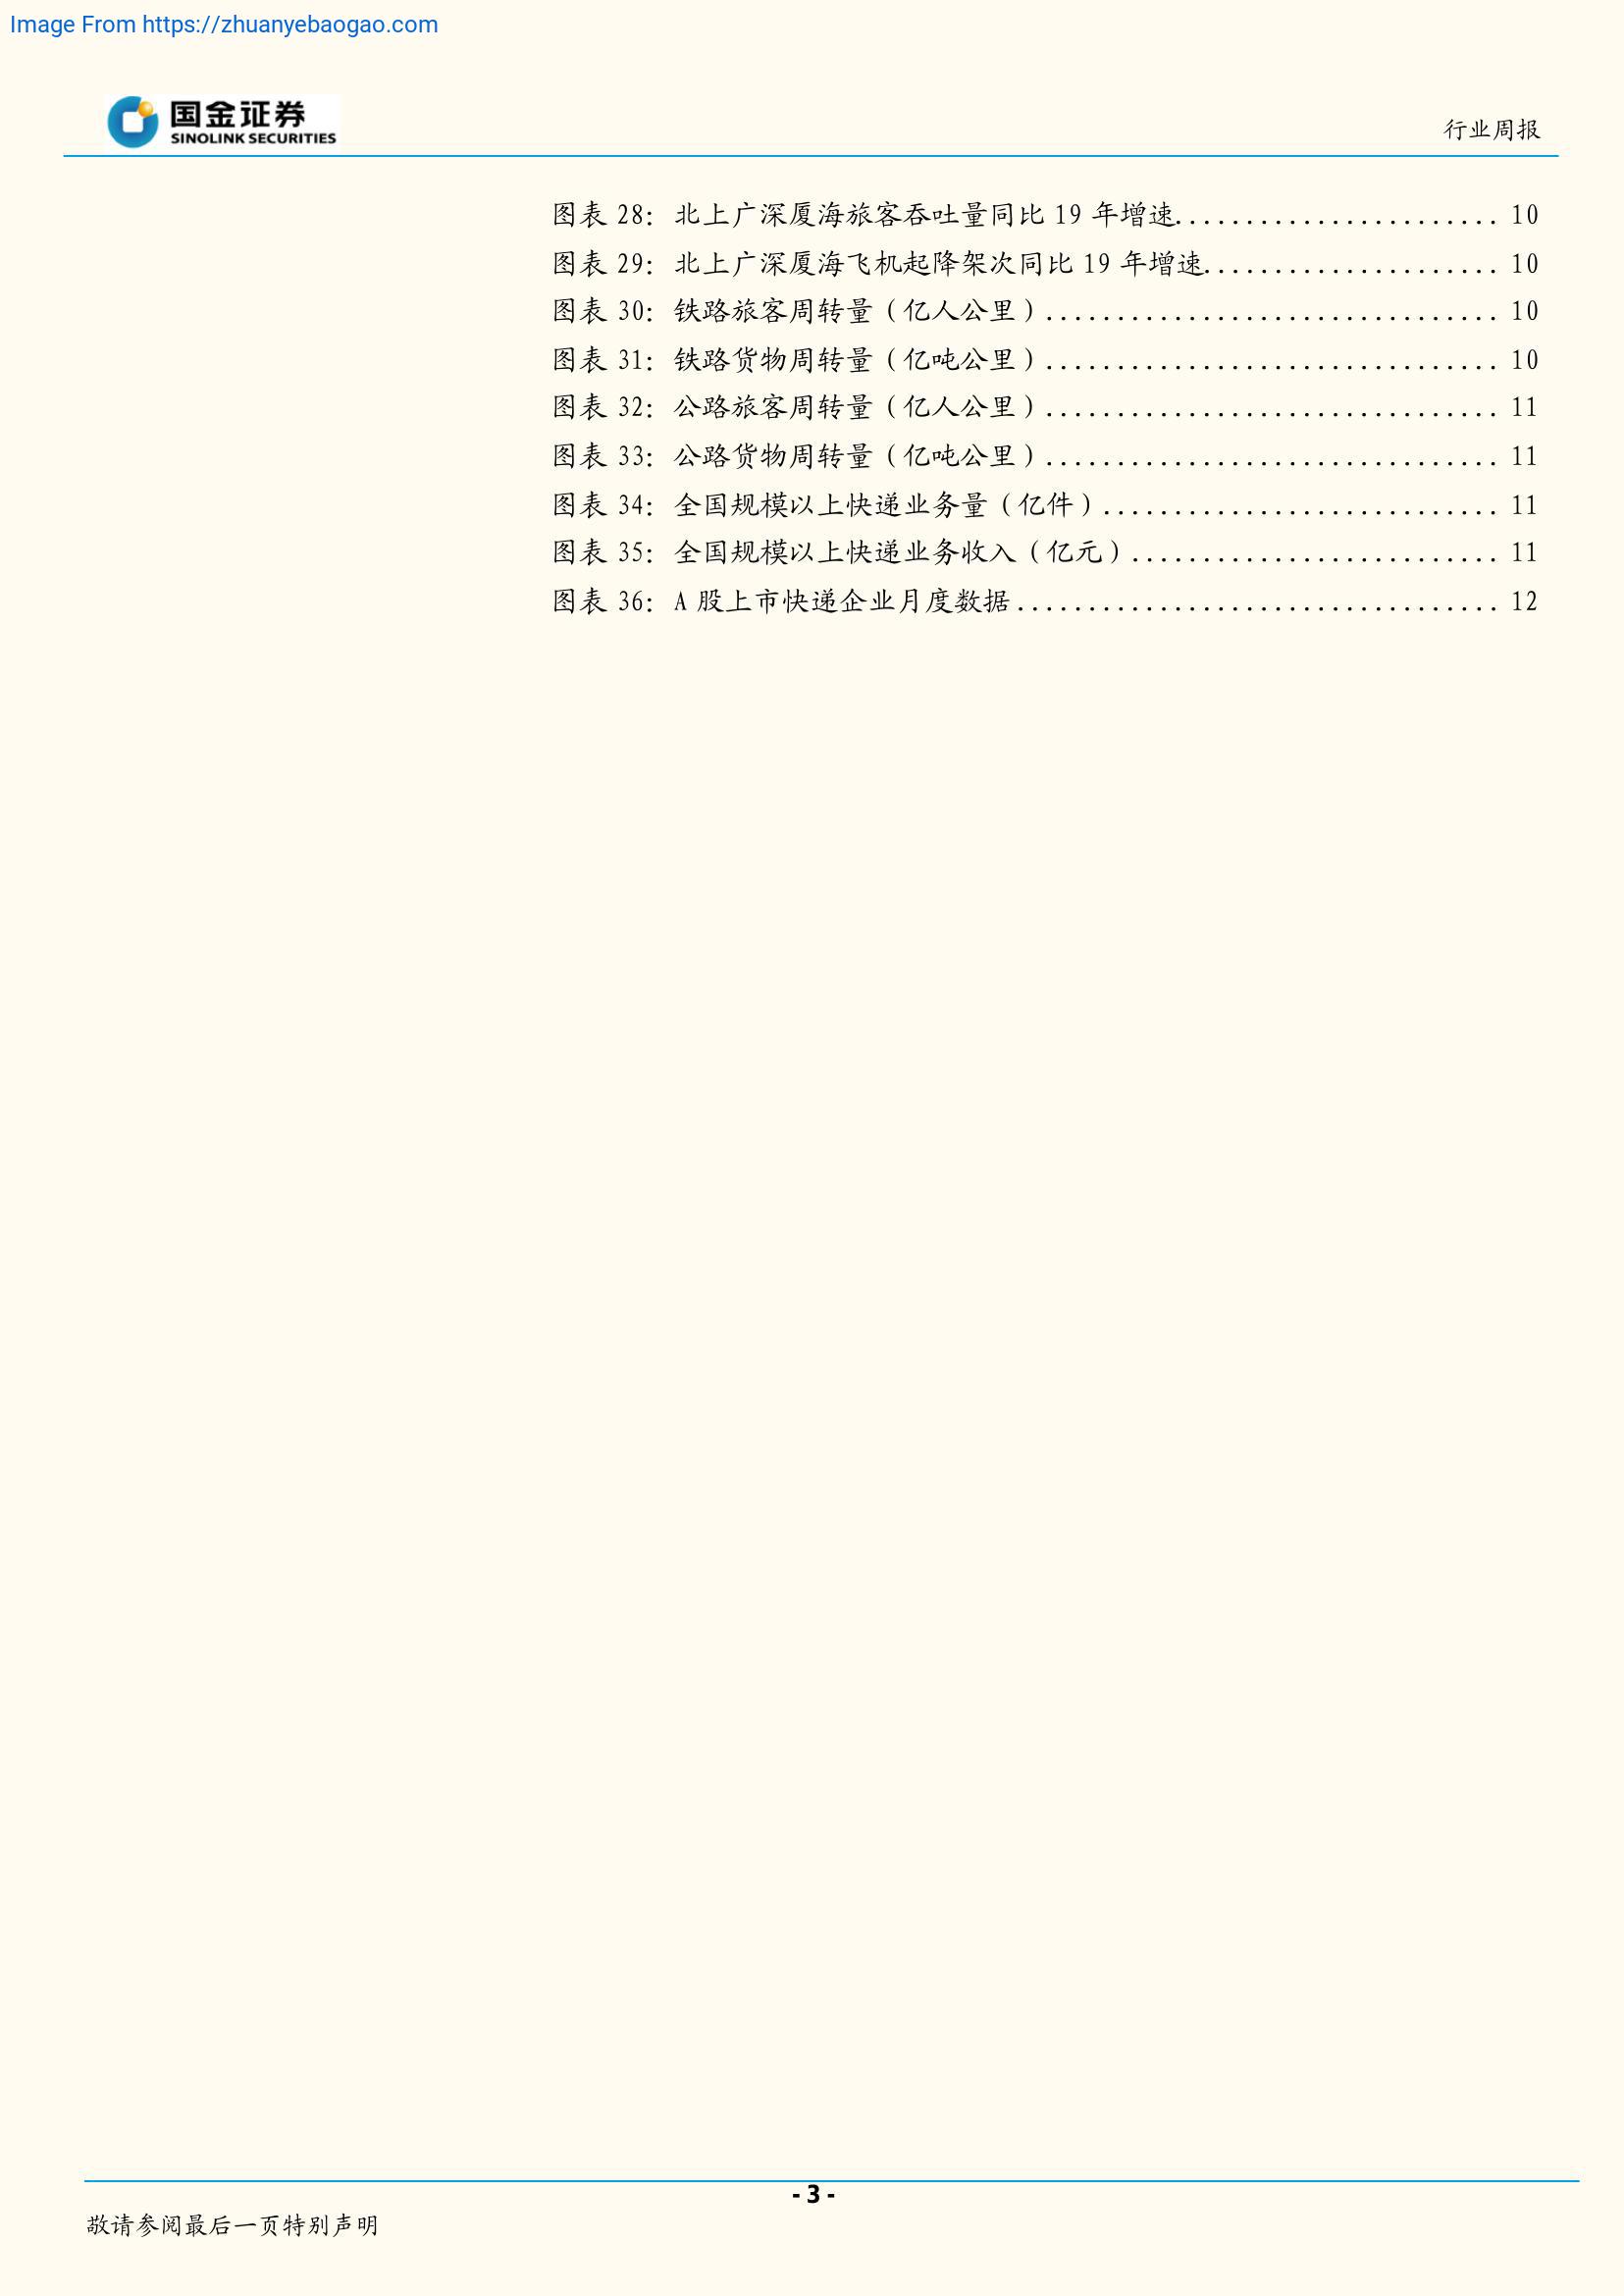 Image From https://zhuanyebaogao.com
国金证券
SINOLINK SECURITIES
行业周报
图表 28：北上广深厦海旅客吞吐量同比 19 年增速....................... 10
图表 29：北上广深厦海飞机起降架次同比 19 年增速..................... 10
图表 30：铁路旅客周转量（亿人公里）................................ 10
图表 31：铁路货物周转量（亿吨公里）................................ 10
图表 32：公路旅客周转量（亿人公里）................................ 11
图表 33：公路货物周转量（亿吨公里）................................ 11
图表 34：全国规模以上快递业务量（亿件）............................ 11
图表 35：全国规模以上快递业务收入（亿元）.......................... 11
图表 36：A 股上市快递企业月度数据.................................. 12
- 3 -
敬请参阅最后一页特别声明